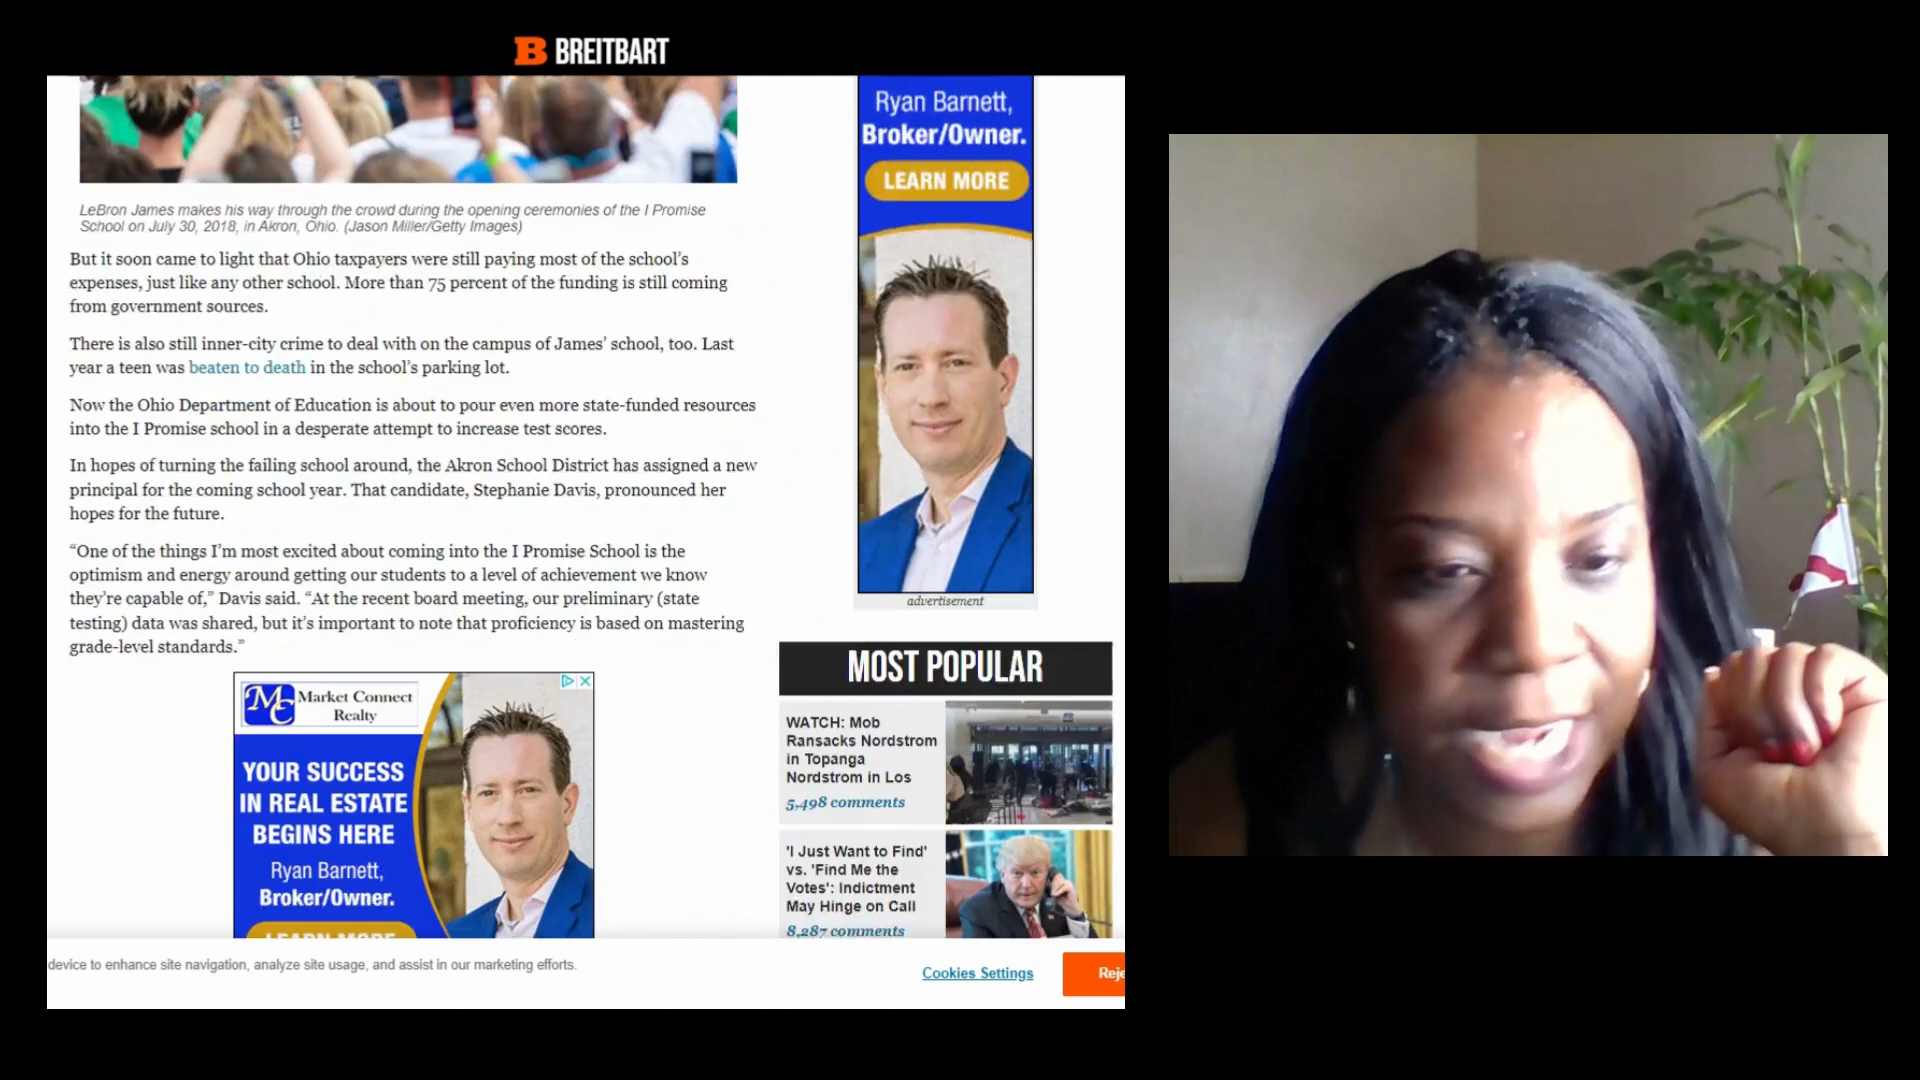 B BREITBART
LeBron James makes his way through the crowd during the opening ceremonies of the I Promise
School on July 30, 2018, in Akron, Ohio. (Jason Miller/Getty Images)
But it soon came to light that Ohio taxpayers were still paying most of the school's
expenses, just like any other school. More than 75 percent of the funding is still coming
from government sources.
There is also still inner-city crime to deal with on the campus of James' school, too. Last
year a teen was beaten to death in the school's parking lot.
Now the Ohio Department of Education is about to pour even more state-funded resources
into the I Promise school in a desperate attempt to increase test scores.
In hopes of turning the failing school around, the Akron School District has assigned a new
principal for the coming school year. That candidate, Stephanie Davis, pronounced her
hopes for the future.
“One of the things I'm most excited about coming into the I Promise School is the
optimism and energy around getting our students to a level of achievement we know
they're capable of,” Davis said. “At the recent board meeting, our preliminary (state
testing) data was shared, but it's important to note that proficiency is based on mastering
grade-level standards.”
MC Market Connect
Realty
YOUR SUCCESS
IN REAL ESTATE
BEGINS HERE
Ryan Barnett,
Broker/Owner.
LEARN MORE
Ryan Barnett,
Broker/Owner.
LEARN MORE
advertisement
MOST POPULAR
WATCH: Mob
Ransacks Nordstrom
in Topanga
Nordstrom in Los
5,498 comments
'I Just Want to Find'
vs. 'Find Me the
Votes': Indictment
May Hinge on Call
8,287 comments
device to enhance site navigation, analyze site usage, and assist in our marketing efforts.
Cookies Settings
Reje